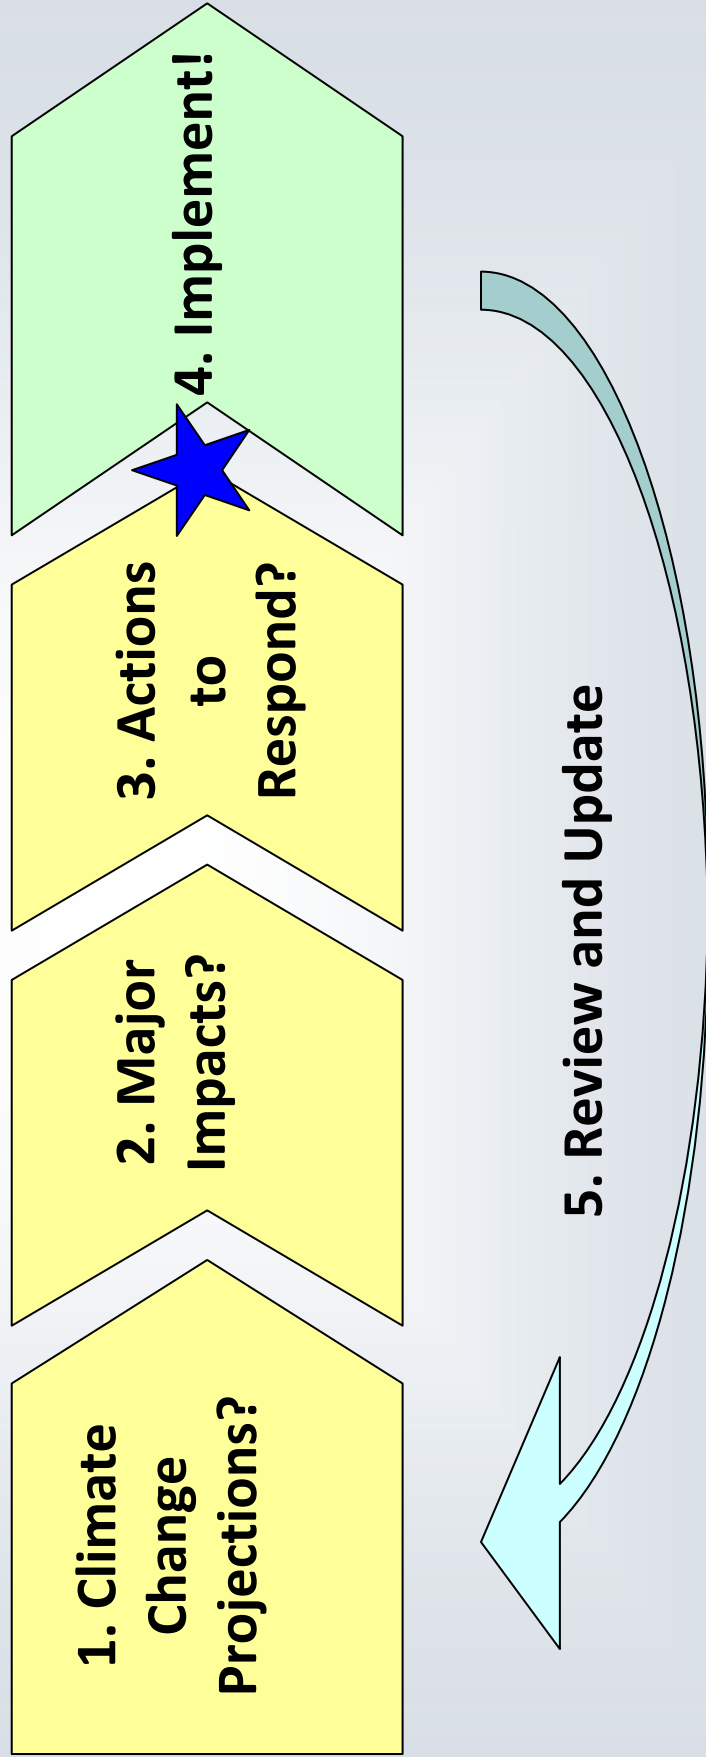 1. Climate
Change
Projections?
2. Major
Impacts?
3. Actions
to
Respond?
4. Implement!
5. Review and Update